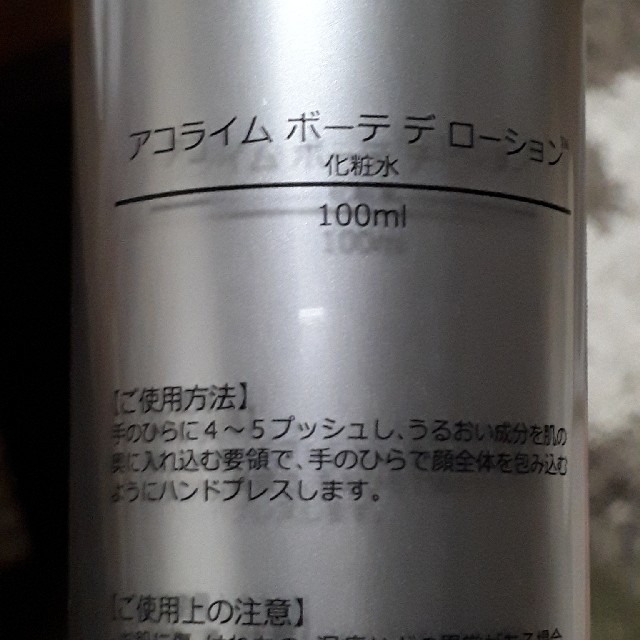 アコライム ボーテ デ ローション
化粧水
100ml
【ご使用方法】
手のひらに4～5プッシュし、うるおい成分を肌の
奥に入れ込む要領で、手のひらで顔全体を包み込む
ようにハンドプレスします。
【ご使用上の注意】